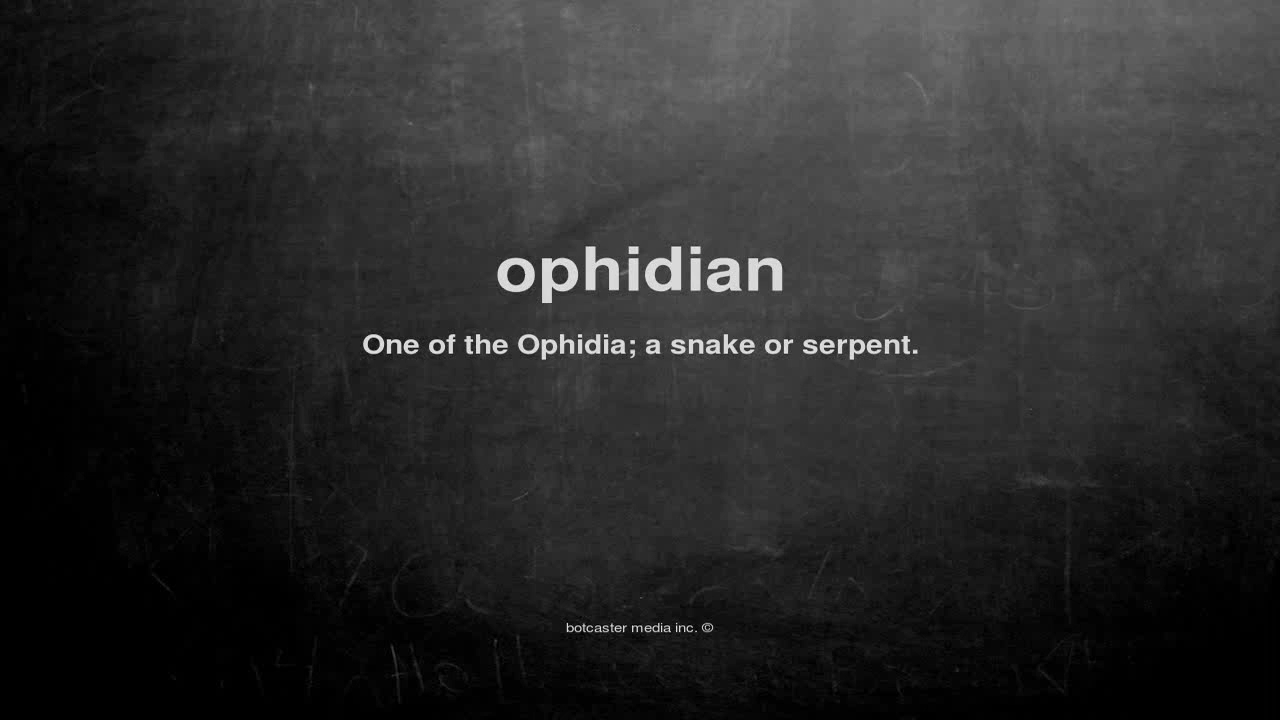 ophidian
One of the Ophidia; a snake or serpent.
botcaster media inc. ©